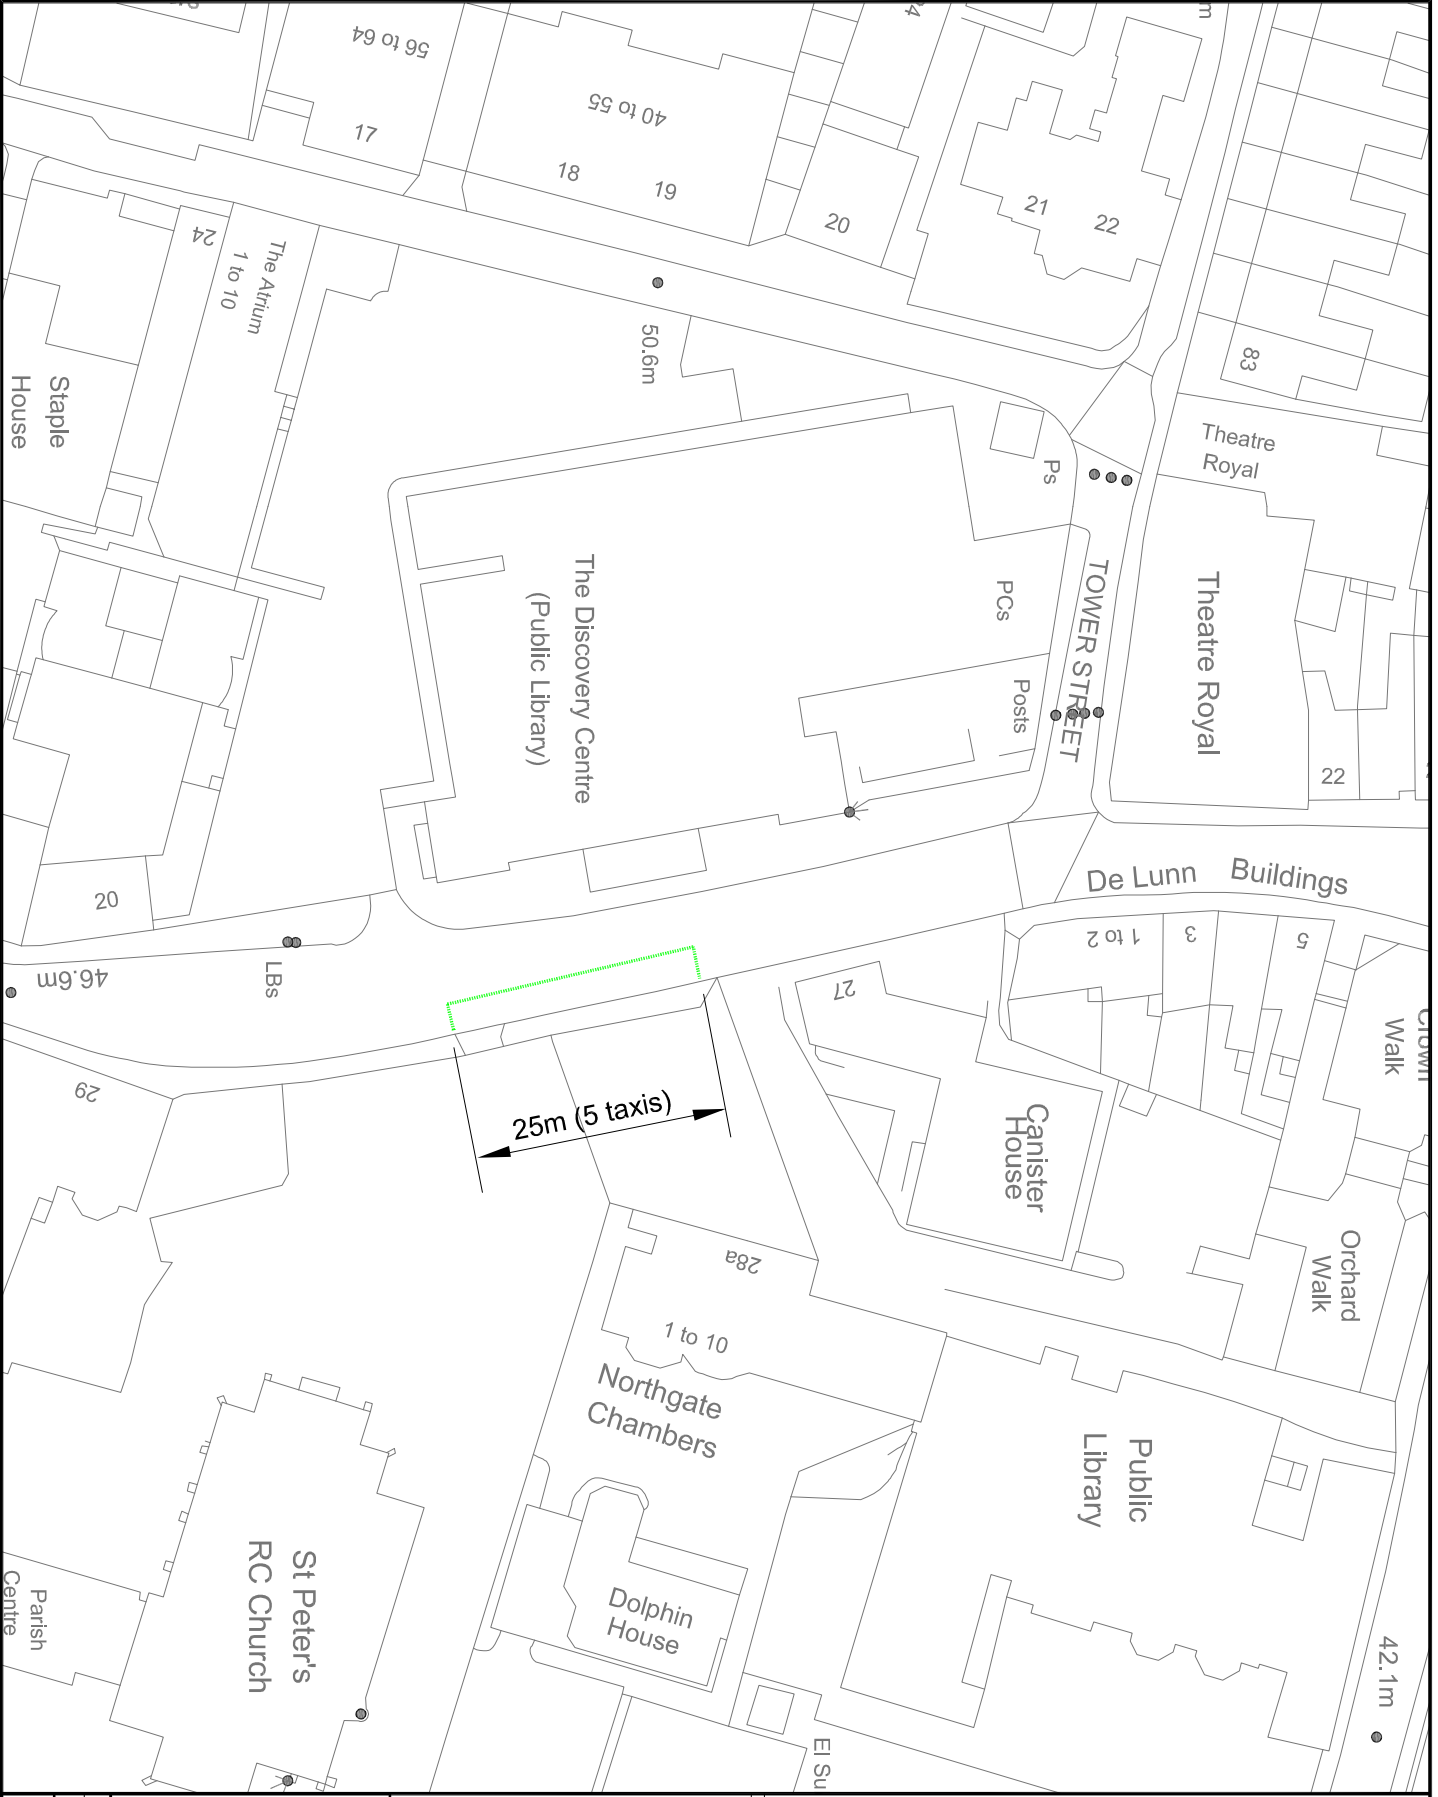 56 to 64
17
40 to 55
18
19
20
21
22
24
The Atrium
1 to 10
50.6m
83
Staple
House
Theatre
Royal
Ps
The Discovery Centre
(Public Library)
PCs
Posts
TOWER STREET
Theatre Royal
22
De Lunn Buildings
20
46.6m
LBs
1 to 2
3
5
27
29
25m (5 taxis)
Canister
House
Crown
Walk
Orchard
Walk
28a
1 to 10
Northgate
Chambers
Public
Library
Dolphin
House
St Peter's
RC Church
Parish
Centre
42.1m
El Su